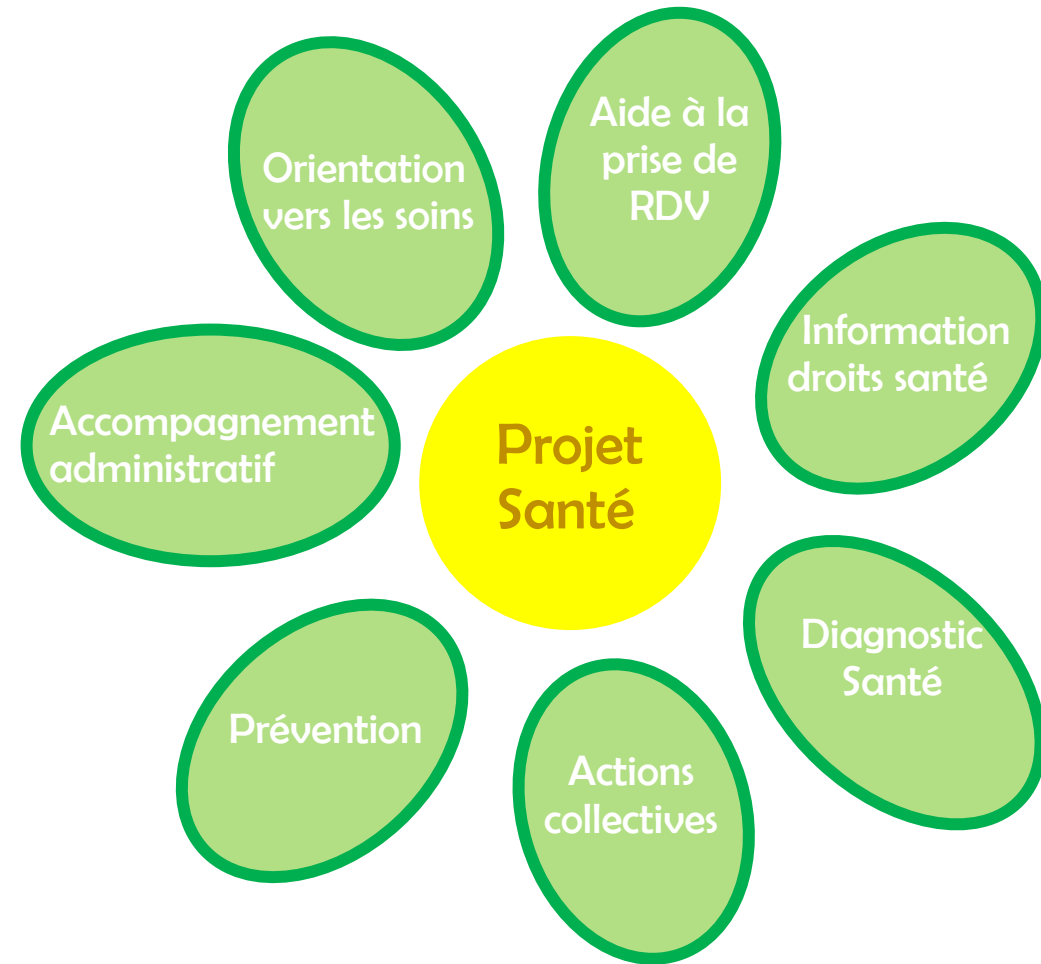 Aide à la
prise de
RDV
Orientation
vers les soins
Information
droits santé
Accompagnement
administratif
Projet
Santé
Diagnostic
Santé
Prévention
Actions
collectives